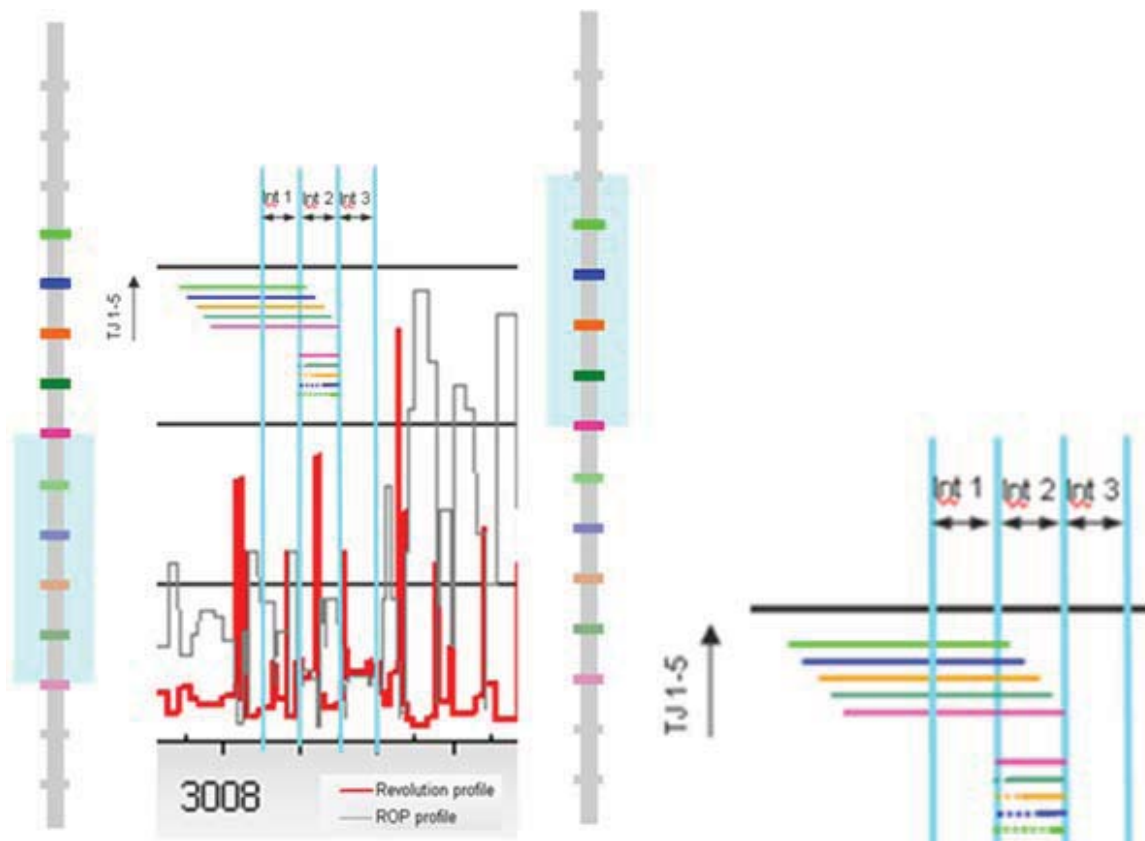 Int 1 Int 2 Int 3
TJ 1-5
3008
Revolution profile
ROP profile
Int 1 Int 2 Int 3
TJ 1-5